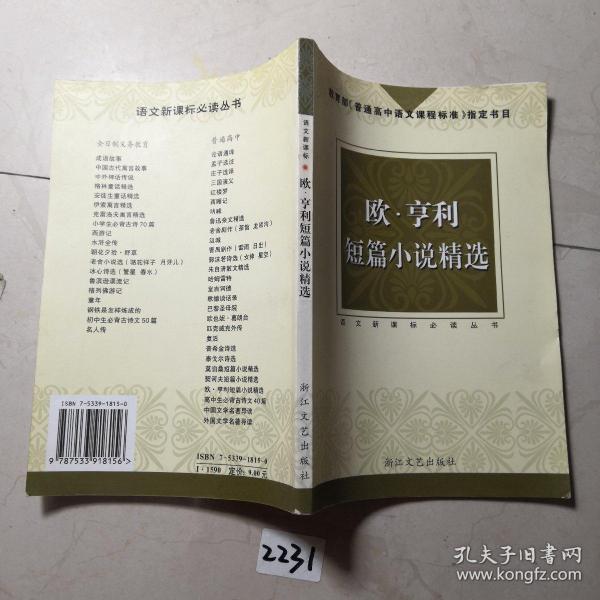 语文新课标必读丛书
全日制义务教育
成语故事
中国古代寓言故事
中外神话传说
格林童话精选
安徒生童话精选
伊索寓言精选
克雷洛夫寓言精选
小学生必背古诗70篇
西游记
水浒全传
朝花夕拾·野草
老舍小说选(骆驼祥子 月牙儿)
冰心诗选(繁星 春水)
鲁滨逊漂流记
格列佛游记
童年
钢铁是怎样炼成的
初中生必背古诗文50篇
名人传
普通高中
论语通译
孟子选注
庄子选译
三国演义
红楼梦
西厢记
呐喊
鲁迅杂文精选
老舍剧作(茶馆 龙须沟)
边城
曹禺剧作(雷雨 日出)
郭沫若诗选(女神 星空)
朱自清散文精选
哈姆雷特
堂吉诃德
歌德谈话录
巴黎圣母院
欧也妮·葛朗台
匹克威克外传
复活
普希金诗选
泰戈尔诗选
莫泊桑短篇小说精选
契诃夫短篇小说精选
欧·亨利短篇小说精选
高中生必背古诗文40篇
中国文学名著导读
外国文学名著导读
ISBN 7-5339-1815-0
9787533918156>
ISBN 7-5339-1815-0
I·1590 定价:9.00元
语文新课标
欧·亨利短篇小说精选
浙江文艺出版社
教育部《普通高中语文课程标准》指定书目
欧·亨利
短篇小说精选
语文新课标必读丛书
浙江文艺出版社
2231
孔夫子旧书网
www.kongfz.com